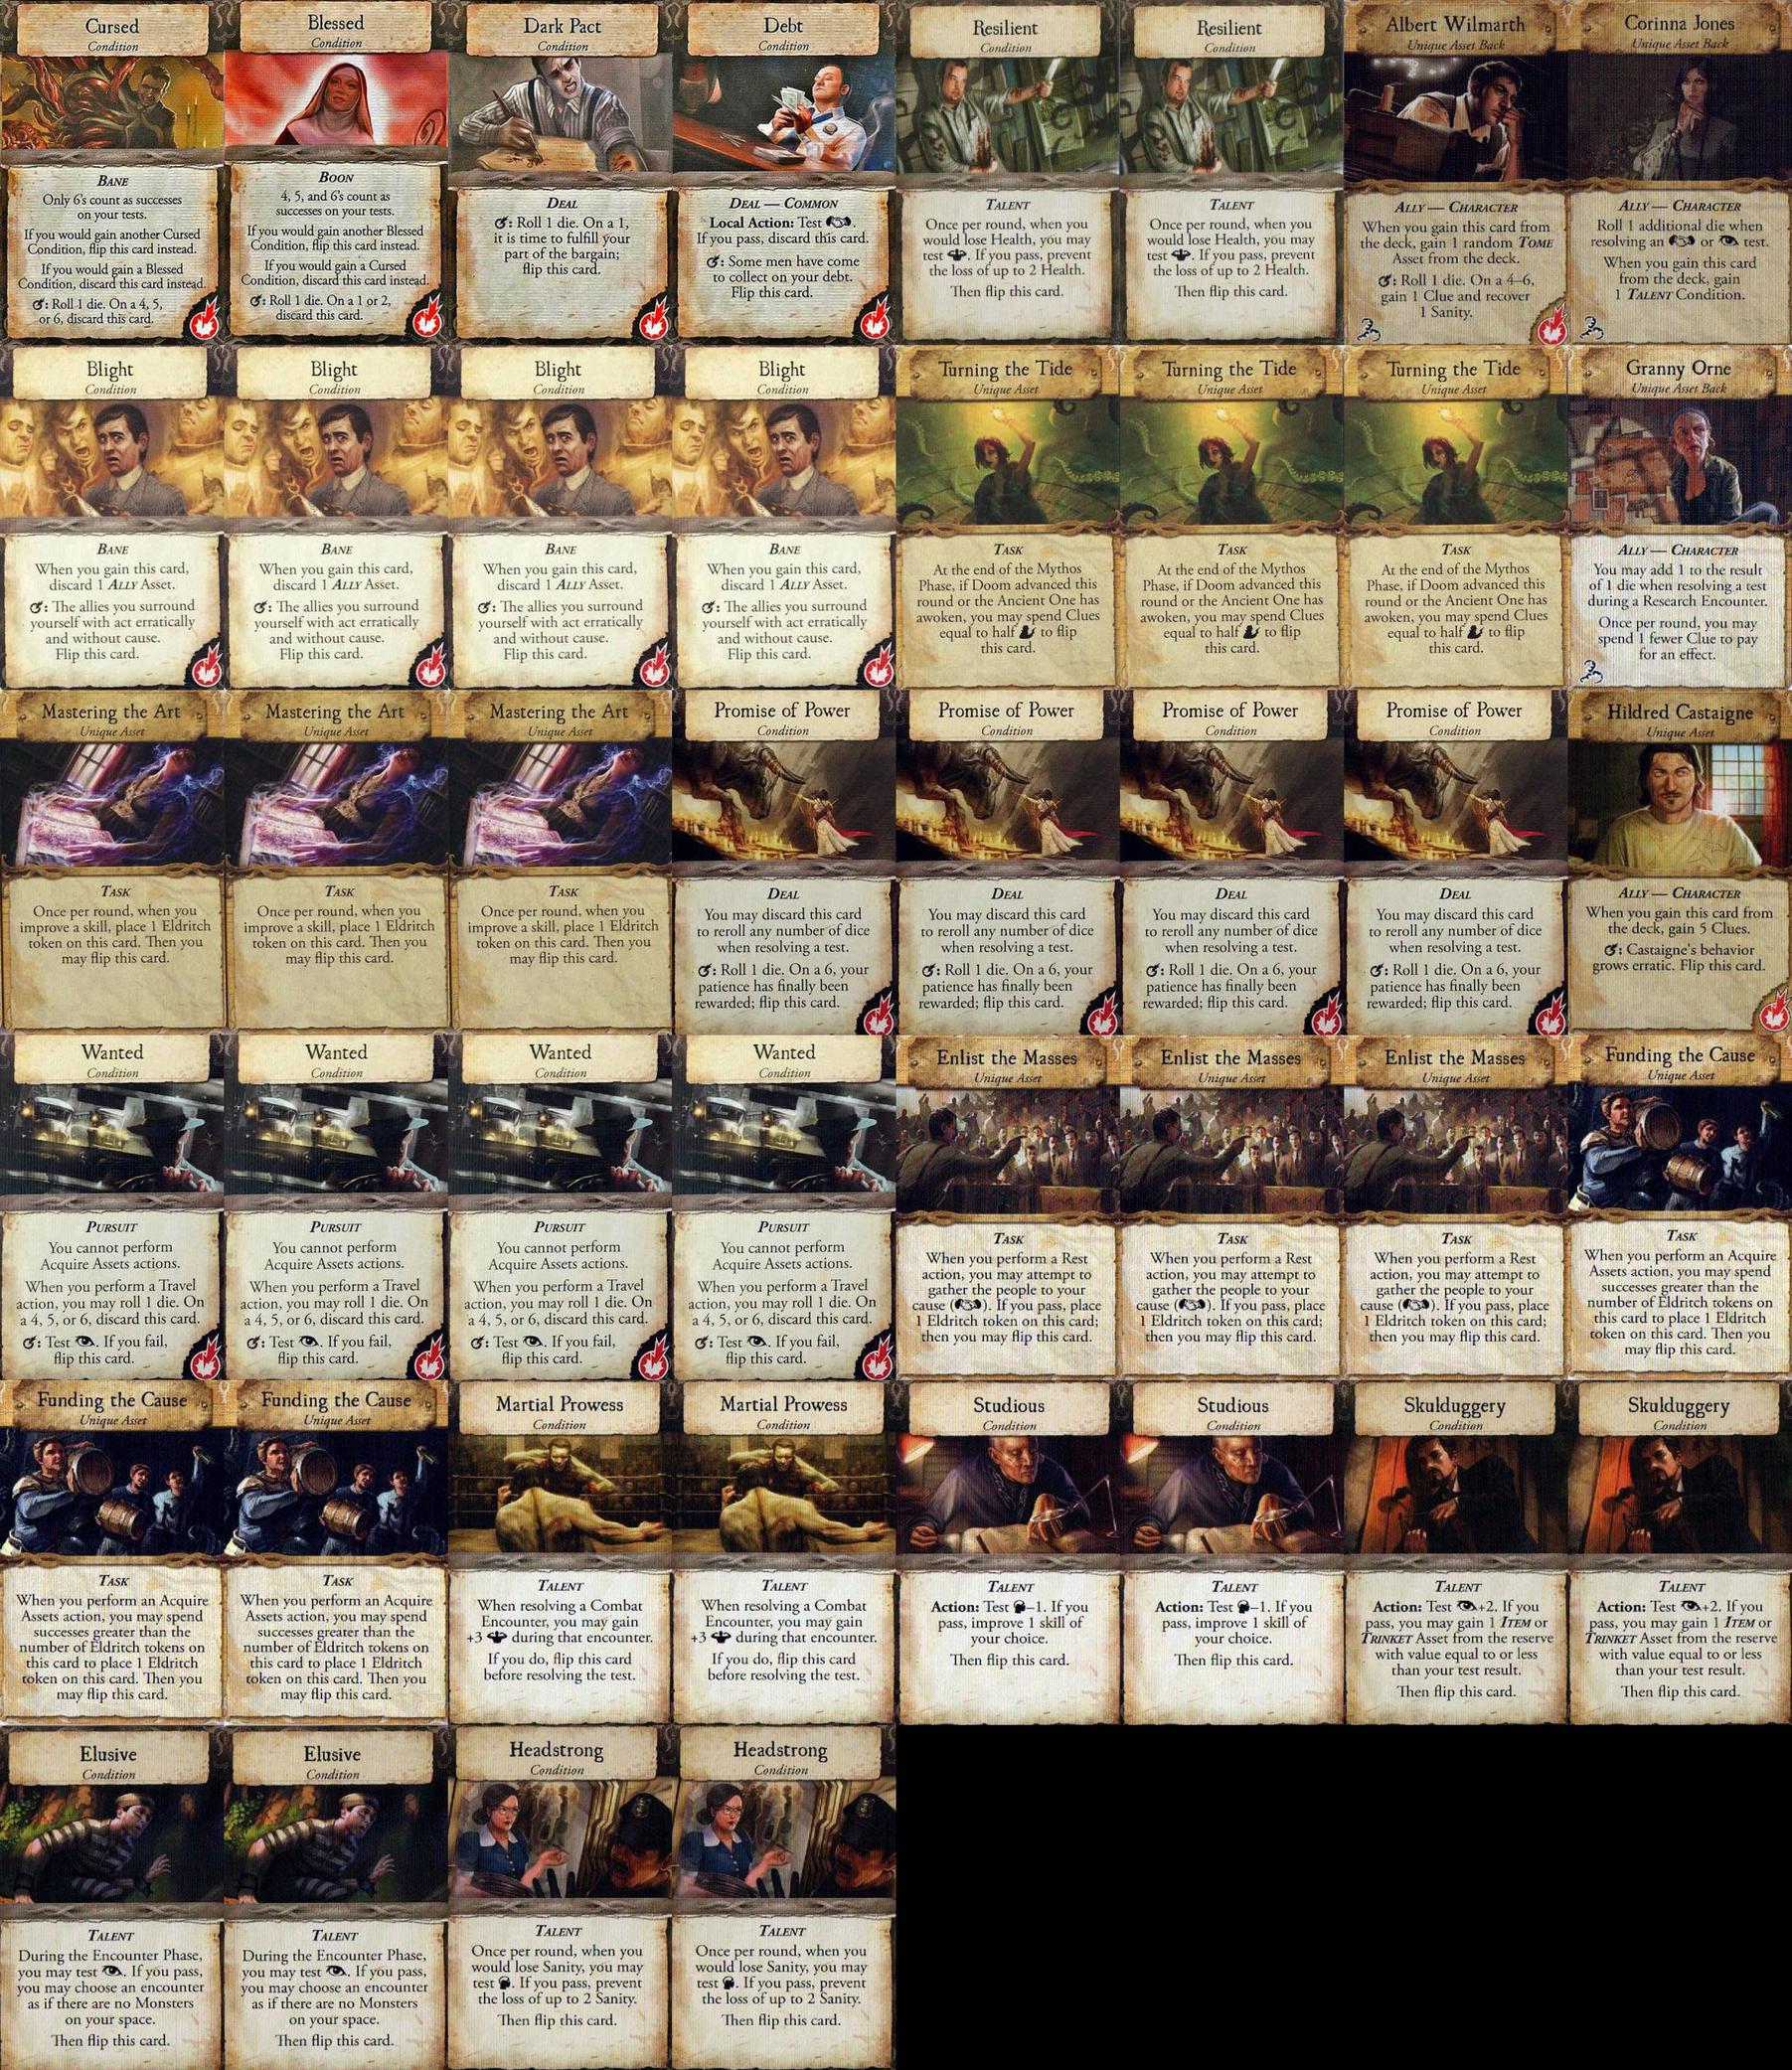 Cursed
Condition
BANE
Only 6's count as successes
on your tests.
If you would gain another Cursed
Condition, flip this card instead.
If you would gain a Blessed
Condition, discard this card instead.
: Roll 1 die. On a 4, 5,
or 6, discard this card.
Blessed
Condition
BOON
4, 5, and 6's count as
successes on your tests.
If you would gain another Blessed
Condition, flip this card instead.
If you would gain a Cursed
Condition, discard this card instead.
: Roll 1 die. On a 1 or 2,
discard this card.
Dark Pact
Condition
DEAL
: Roll 1 die. On a 1,
it is time to fulfill your
part of the bargain;
flip this card.
Debt
Condition
DEAL — COMMON
Local Action: Test .
If you pass, discard this card.
: Some men have come
to collect on your debt.
Flip this card.
Resilient
Condition
TALENT
Once per round, when you
would lose Health, you may
test . If you pass, prevent
the loss of up to 2 Health.
Then flip this card.
Resilient
Condition
TALENT
Once per round, when you
would lose Health, you may
test . If you pass, prevent
the loss of up to 2 Health.
Then flip this card.
Albert Wilmarth
Unique Asset Back
ALLY — CHARACTER
When you gain this card from
the deck, gain 1 random TOME
Asset from the deck.
: Roll 1 die. On a 4–6,
gain 1 Clue and recover
1 Sanity.
Corinna Jones
Unique Asset Back
ALLY — CHARACTER
Roll 1 additional die when
resolving an or test.
When you gain this card
from the deck, gain
1 TALENT Condition.
Blight
Condition
BANE
When you gain this card,
discard 1 ALLY Asset.
: The allies you surround
yourself with act erratically
and without cause.
Flip this card.
Blight
Condition
BANE
When you gain this card,
discard 1 ALLY Asset.
: The allies you surround
yourself with act erratically
and without cause.
Flip this card.
Blight
Condition
BANE
When you gain this card,
discard 1 ALLY Asset.
: The allies you surround
yourself with act erratically
and without cause.
Flip this card.
Blight
Condition
BANE
When you gain this card,
discard 1 ALLY Asset.
: The allies you surround
yourself with act erratically
and without cause.
Flip this card.
Turning the Tide
Unique Asset
TASK
At the end of the Mythos
Phase, if Doom advanced this
round or the Ancient One has
awoken, you may spend Clues
equal to half to flip
this card.
Turning the Tide
Unique Asset
TASK
At the end of the Mythos
Phase, if Doom advanced this
round or the Ancient One has
awoken, you may spend Clues
equal to half to flip
this card.
Turning the Tide
Unique Asset
TASK
At the end of the Mythos
Phase, if Doom advanced this
round or the Ancient One has
awoken, you may spend Clues
equal to half to flip
this card.
Granny Orne
Unique Asset Back
ALLY — CHARACTER
You may add 1 to the result
of 1 die when resolving a test
during a Research Encounter.
Once per round, you may
spend 1 fewer Clue to pay
for an effect.
Mastering the Art
Unique Asset
TASK
Once per round, when you
improve a skill, place 1 Eldritch
token on this card. Then you
may flip this card.
Mastering the Art
Unique Asset
TASK
Once per round, when you
improve a skill, place 1 Eldritch
token on this card. Then you
may flip this card.
Mastering the Art
Unique Asset
TASK
Once per round, when you
improve a skill, place 1 Eldritch
token on this card. Then you
may flip this card.
Promise of Power
Condition
DEAL
You may discard this card
to reroll any number of dice
when resolving a test.
: Roll 1 die. On a 6, your
patience has finally been
rewarded; flip this card.
Promise of Power
Condition
DEAL
You may discard this card
to reroll any number of dice
when resolving a test.
: Roll 1 die. On a 6, your
patience has finally been
rewarded; flip this card.
Promise of Power
Condition
DEAL
You may discard this card
to reroll any number of dice
when resolving a test.
: Roll 1 die. On a 6, your
patience has finally been
rewarded; flip this card.
Promise of Power
Condition
DEAL
You may discard this card
to reroll any number of dice
when resolving a test.
: Roll 1 die. On a 6, your
patience has finally been
rewarded; flip this card.
Hildred Castaigne
Unique Asset
ALLY — CHARACTER
When you gain this card from
the deck, gain 5 Clues.
: Castaigne's behavior
grows erratic. Flip this card.
Wanted
Condition
PURSUIT
You cannot perform
Acquire Assets actions.
When you perform a Travel
action, you may roll 1 die. On
a 4, 5, or 6, discard this card.
: Test . If you fail,
flip this card.
Wanted
Condition
PURSUIT
You cannot perform
Acquire Assets actions.
When you perform a Travel
action, you may roll 1 die. On
a 4, 5, or 6, discard this card.
: Test . If you fail,
flip this card.
Wanted
Condition
PURSUIT
You cannot perform
Acquire Assets actions.
When you perform a Travel
action, you may roll 1 die. On
a 4, 5, or 6, discard this card.
: Test . If you fail,
flip this card.
Wanted
Condition
PURSUIT
You cannot perform
Acquire Assets actions.
When you perform a Travel
action, you may roll 1 die. On
a 4, 5, or 6, discard this card.
: Test . If you fail,
flip this card.
Enlist the Masses
Unique Asset
TASK
When you perform a Rest
action, you may attempt to
gather the people to your
cause (). If you pass, place
1 Eldritch token on this card;
then you may flip this card.
Enlist the Masses
Unique Asset
TASK
When you perform a Rest
action, you may attempt to
gather the people to your
cause (). If you pass, place
1 Eldritch token on this card;
then you may flip this card.
Enlist the Masses
Unique Asset
TASK
When you perform a Rest
action, you may attempt to
gather the people to your
cause (). If you pass, place
1 Eldritch token on this card;
then you may flip this card.
Funding the Cause
Unique Asset
TASK
When you perform an Acquire
Assets action, you may spend
successes greater than the
number of Eldritch tokens on
this card to place 1 Eldritch
token on this card. Then you
may flip this card.
Funding the Cause
Unique Asset
TASK
When you perform an Acquire
Assets action, you may spend
successes greater than the
number of Eldritch tokens on
this card to place 1 Eldritch
token on this card. Then you
may flip this card.
Funding the Cause
Unique Asset
TASK
When you perform an Acquire
Assets action, you may spend
successes greater than the
number of Eldritch tokens on
this card to place 1 Eldritch
token on this card. Then you
may flip this card.
Martial Prowess
Condition
TALENT
When resolving a Combat
Encounter, you may gain
+3 during that encounter.
If you do, flip this card
before resolving the test.
Martial Prowess
Condition
TALENT
When resolving a Combat
Encounter, you may gain
+3 during that encounter.
If you do, flip this card
before resolving the test.
Studious
Condition
TALENT
Action: Test –1. If you
pass, improve 1 skill of
your choice.
Then flip this card.
Studious
Condition
TALENT
Action: Test –1. If you
pass, improve 1 skill of
your choice.
Then flip this card.
Skulduggery
Condition
TALENT
Action: Test +2. If you
pass, you may gain 1 ITEM or
TRINKET Asset from the reserve
with value equal to or less
than your test result.
Then flip this card.
Skulduggery
Condition
TALENT
Action: Test +2. If you
pass, you may gain 1 ITEM or
TRINKET Asset from the reserve
with value equal to or less
than your test result.
Then flip this card.
Elusive
Condition
TALENT
During the Encounter Phase,
you may test . If you pass,
you may choose an encounter
as if there are no Monsters
on your space.
Then flip this card.
Elusive
Condition
TALENT
During the Encounter Phase,
you may test . If you pass,
you may choose an encounter
as if there are no Monsters
on your space.
Then flip this card.
Headstrong
Condition
TALENT
Once per round, when you
would lose Sanity, you may
test . If you pass, prevent
the loss of up to 2 Sanity.
Then flip this card.
Headstrong
Condition
TALENT
Once per round, when you
would lose Sanity, you may
test . If you pass, prevent
the loss of up to 2 Sanity.
Then flip this card.